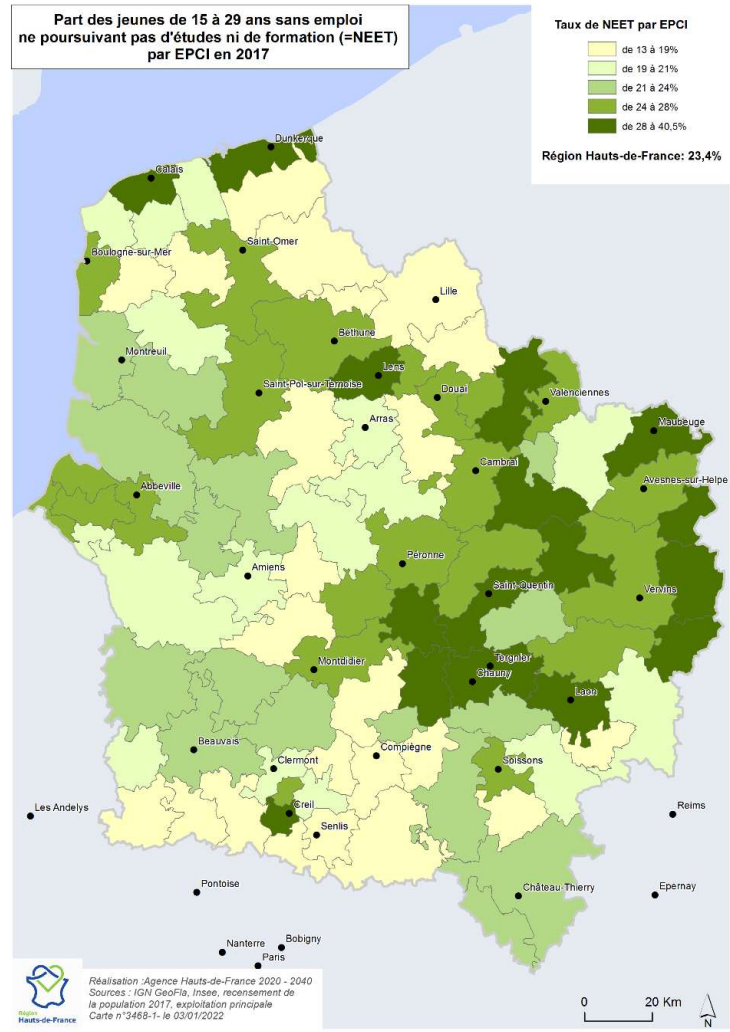 Part des jeunes de 15 à 29 ans sans emploi
ne poursuivant pas d'études ni de formation (=NEET)
par EPCI en 2017
Taux de NEET par EPCI
de 13 à 19%
de 19 à 21%
de 21 à 24%
de 24 à 28%
de 28 à 40,5%
Région Hauts-de-France: 23,4%
Dunkerque
Calais
Saint-Omer
Boulogne-sur-Mer
Lille
Béthune
Montreuil
Lens
Saint-Pol-sur-Ternoise
Douai
Valenciennes
Arras
Maubeuge
Cambrai
Avesnes-sur-Helpe
Abbeville
Péronne
Amiens
Saint-Quentin
Vervins
Montdidier
Tergnier
Chauny
Laon
Beauvais
Compiègne
Clermont
Soissons
Les Andelys
Creil
Reims
Senlis
Pontoise
Château-Thierry
Epernay
Bobigny
Nanterre
Paris
Région
Hauts-de-France
Réalisation :Agence Hauts-de-France 2020 - 2040
Sources : IGN GeoFla, Insee, recensement de
la population 2017, exploitation principale
Carte n°3468-1- le 03/01/2022
0 20 Km
N